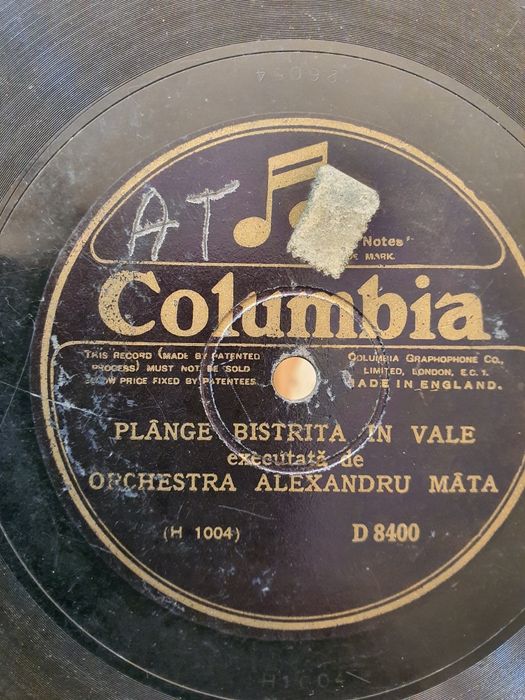 AT
Notes"
MARK.
Columbia
THIS RECORD (MADE BY PATENTED
PROCESS) MUST NOT BE SOLD
PRICE FIXED BY PATENTEES
COLUMBIA GRAPHOPHONE CO.,
LIMITED, LONDON, E.C.1.
MADE IN ENGLAND.
PLÂNGE BISTRITA IN VALE
executată de
ORCHESTRA ALEXANDRU MÂTA
(H 1004)
D 8400
H1004